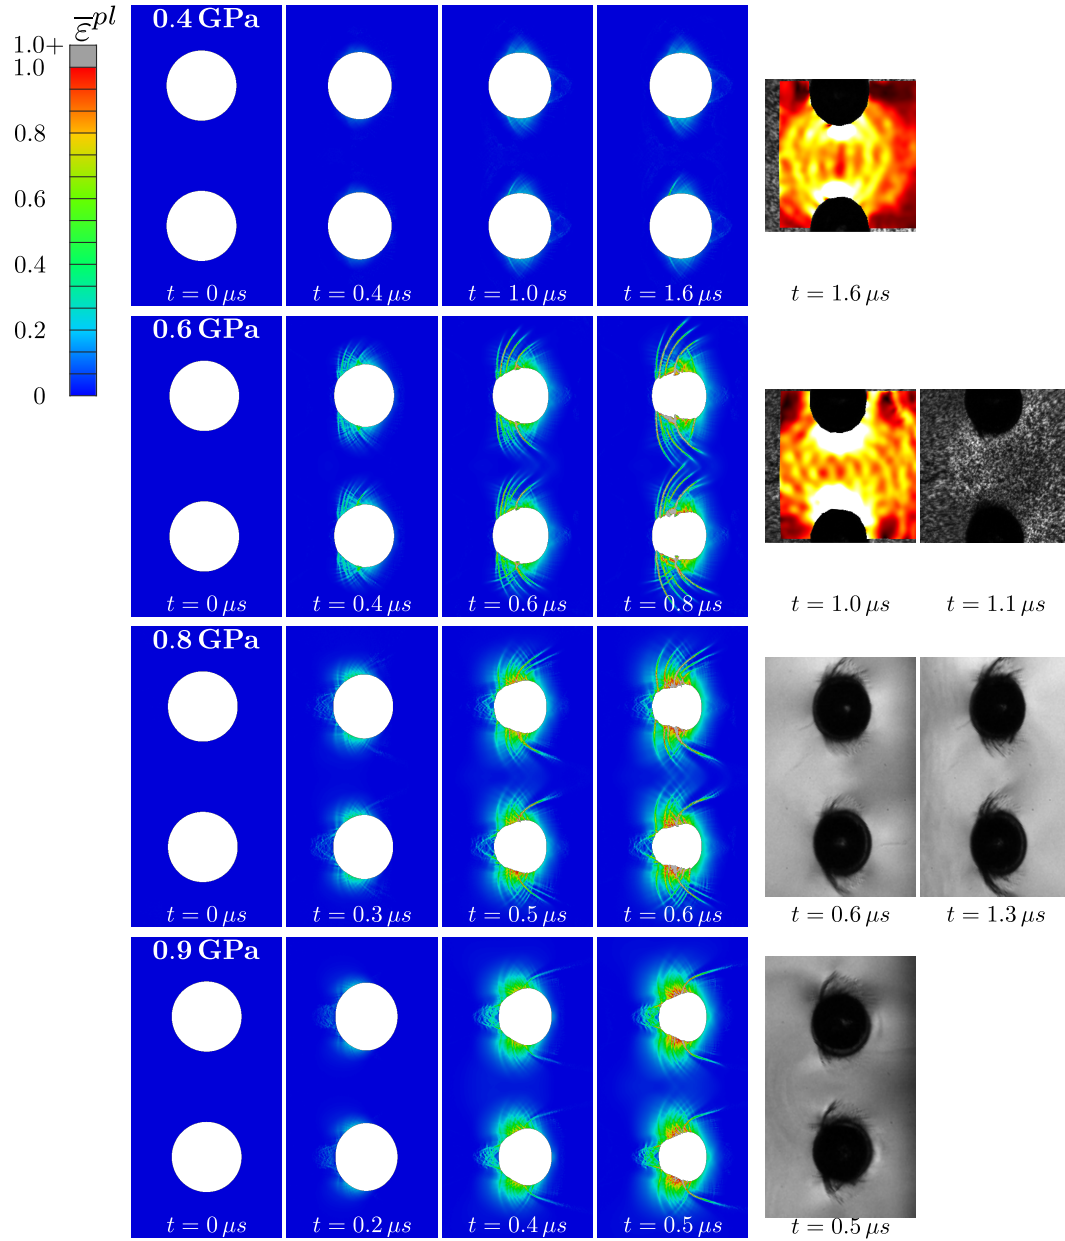 ε̅^pl
1.0+
1.0
0.8
0.6
0.4
0.2
0
0.4 GPa
t = 0 μs
t = 0.4 μs
t = 1.0 μs
t = 1.6 μs
t = 1.6 μs
0.6 GPa
t = 0 μs
t = 0.4 μs
t = 0.6 μs
t = 0.8 μs
t = 1.0 μs
t = 1.1 μs
0.8 GPa
t = 0 μs
t = 0.3 μs
t = 0.5 μs
t = 0.6 μs
t = 0.6 μs
t = 1.3 μs
0.9 GPa
t = 0 μs
t = 0.2 μs
t = 0.4 μs
t = 0.5 μs
t = 0.5 μs